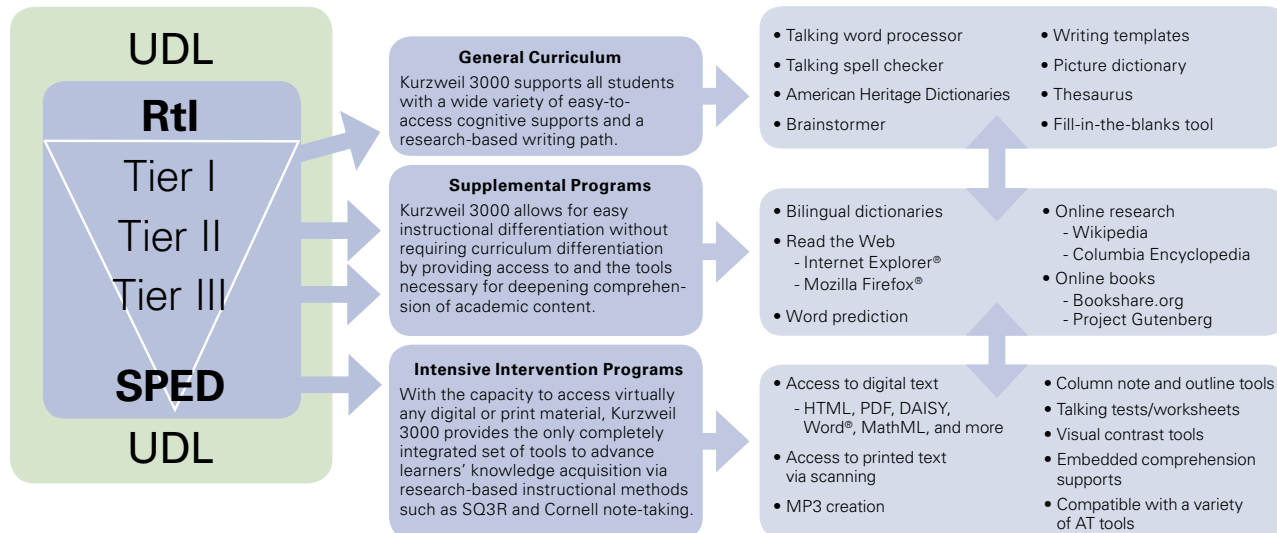 UDL
RtI
Tier I
Tier II
Tier III
SPED
UDL
General Curriculum
Kurzweil 3000 supports all students
with a wide variety of easy-to-
access cognitive supports and a
research-based writing path.
Supplemental Programs
Kurzweil 3000 allows for easy
instructional differentiation without
requiring curriculum differentiation
by providing access to and the tools
necessary for deepening comprehen-
sion of academic content.
Intensive Intervention Programs
With the capacity to access virtually
any digital or print material, Kurzweil
3000 provides the only completely
integrated set of tools to advance
learners’ knowledge acquisition via
research-based instructional methods
such as SQ3R and Cornell note-taking.
• Talking word processor
• Talking spell checker
• American Heritage Dictionaries
• Brainstormer
• Writing templates
• Picture dictionary
• Thesaurus
• Fill-in-the-blanks tool
• Bilingual dictionaries
• Read the Web
- Internet Explorer®
- Mozilla Firefox®
• Word prediction
• Online research
- Wikipedia
- Columbia Encyclopedia
• Online books
- Bookshare.org
- Project Gutenberg
• Access to digital text
- HTML, PDF, DAISY,
Word®, MathML, and more
• Access to printed text
via scanning
• MP3 creation
• Column note and outline tools
• Talking tests/worksheets
• Visual contrast tools
• Embedded comprehension
supports
• Compatible with a variety
of AT tools